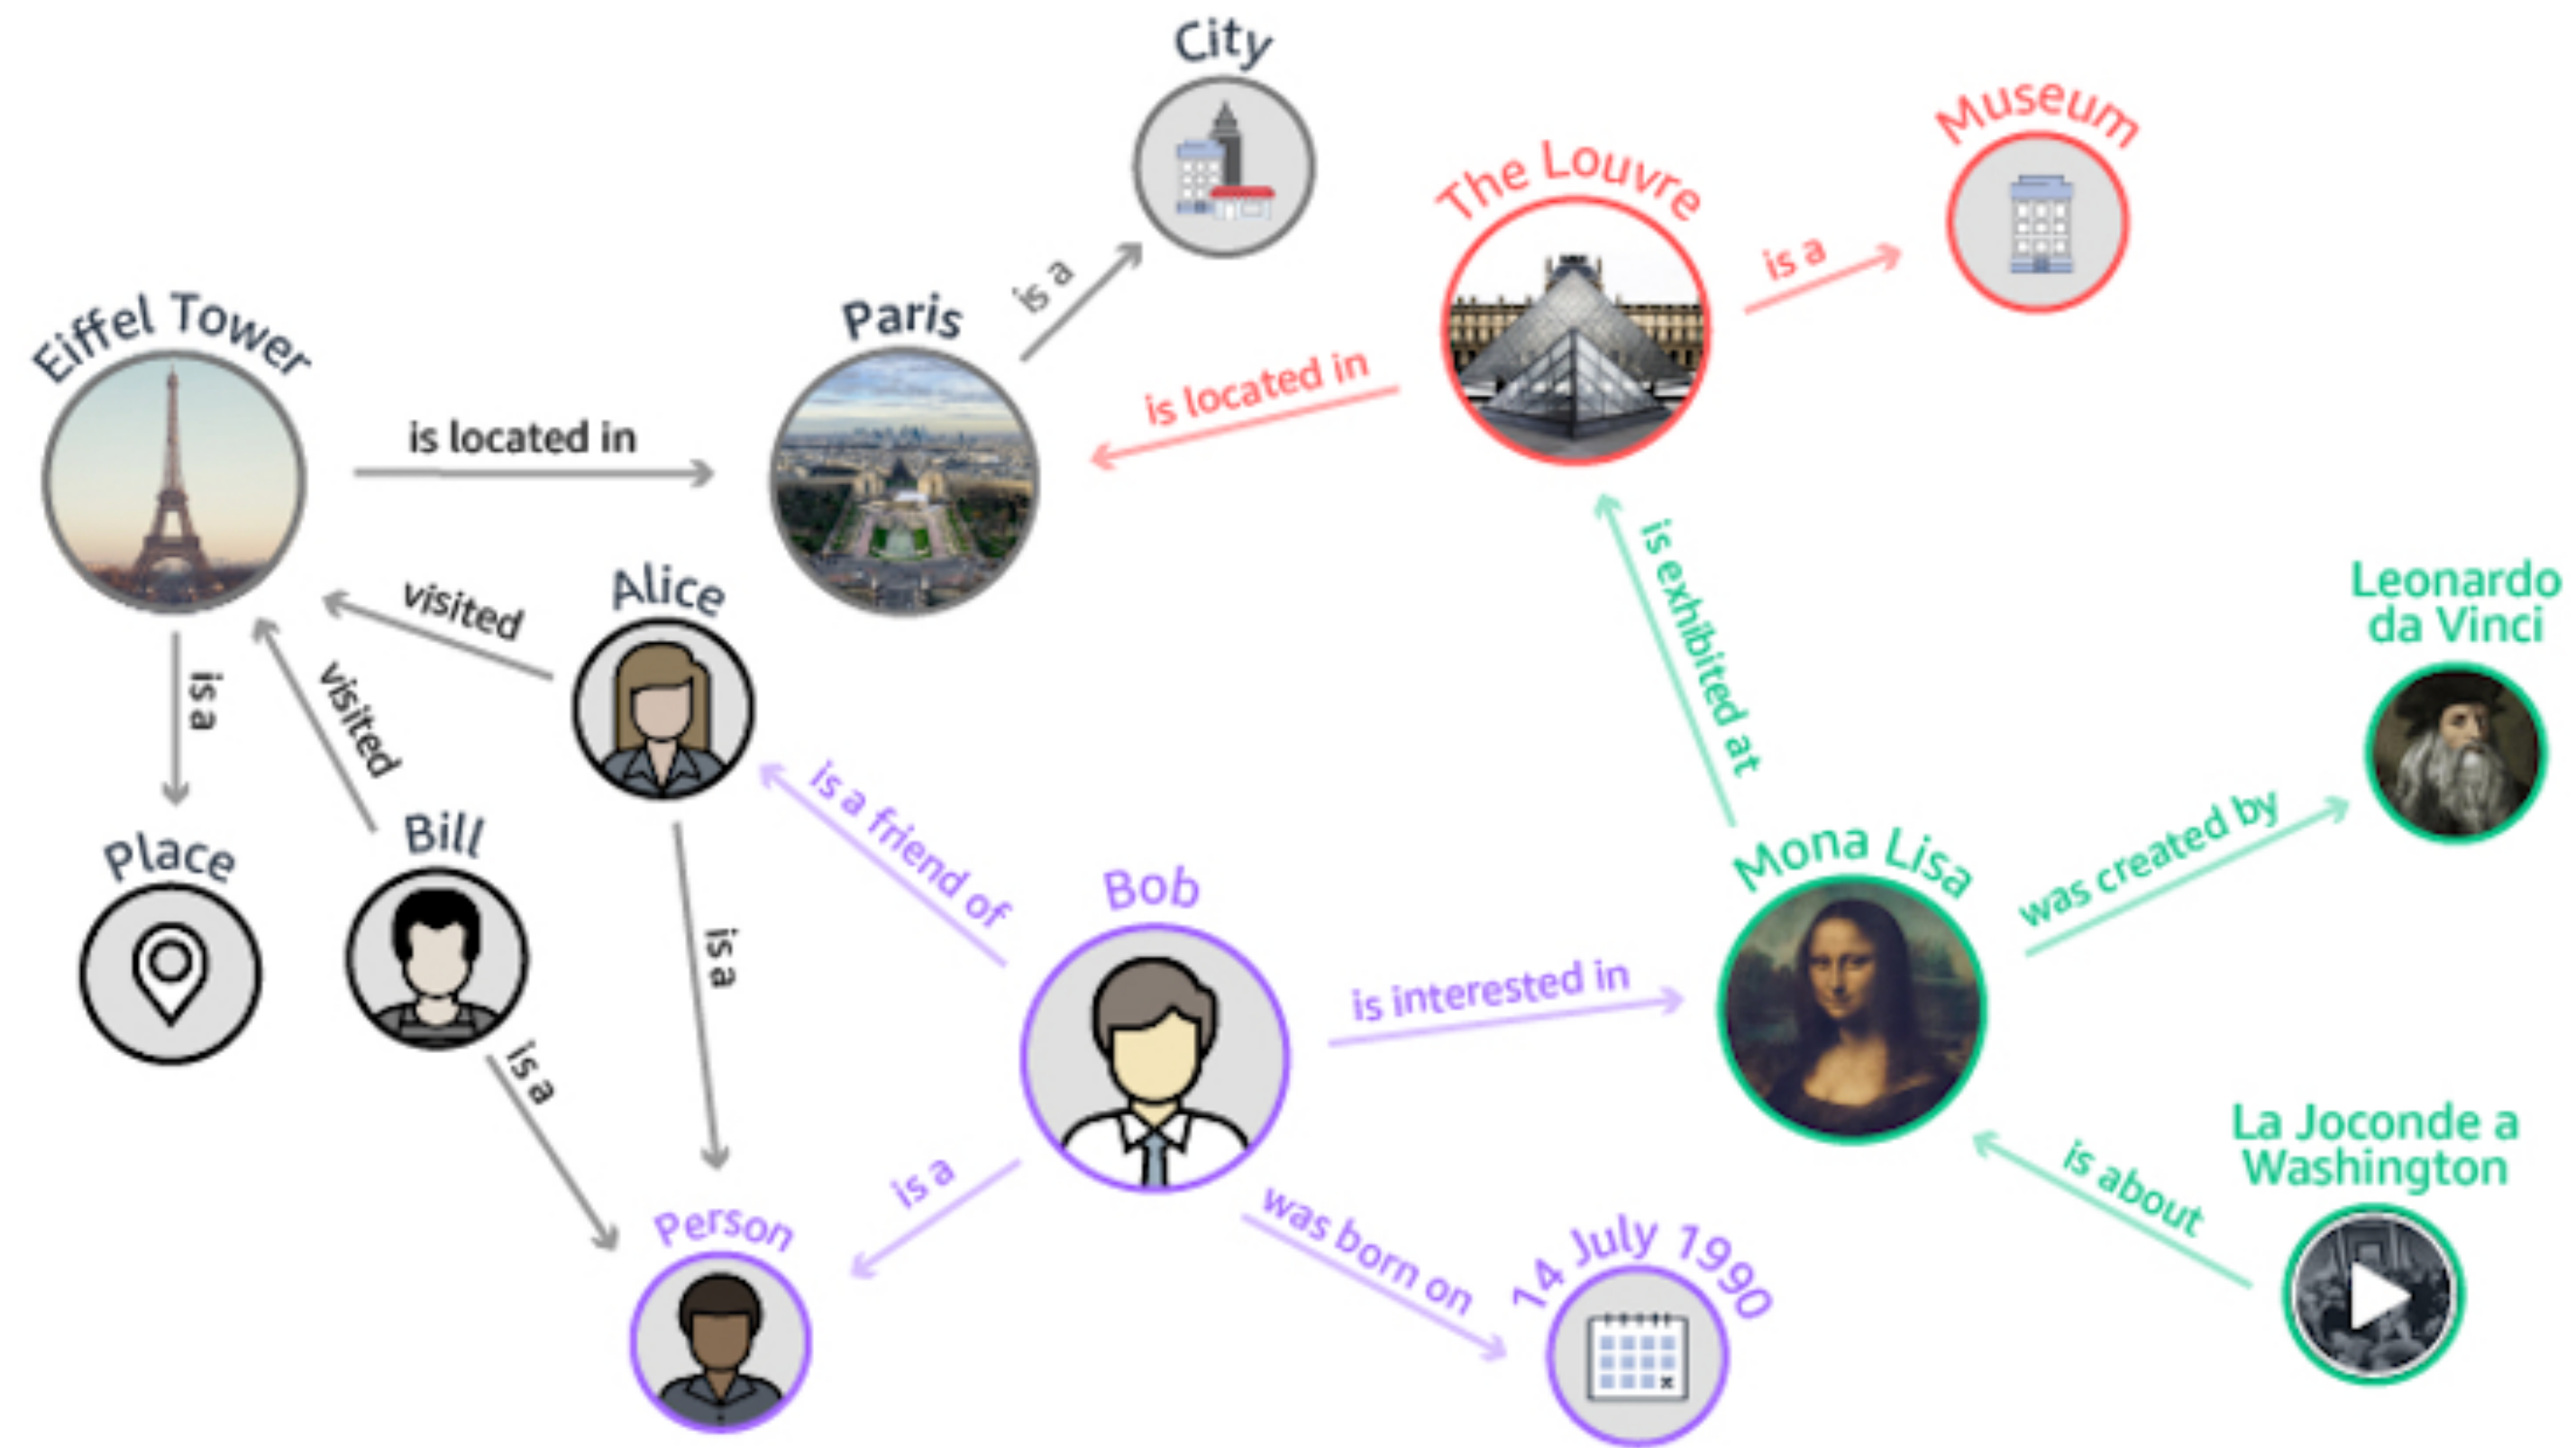 City
Museum
The Louvre
is a
is a
Eiffel Tower
Paris
is located in
is located in
is exhibited at
Leonardo
da Vinci
visited
Alice
is a
visited
is a friend of
was created by
Place
Bill
Bob
Mona Lisa
is a
is interested in
is a
La Joconde a
Washington
is about
is a
was born on
Person
14 July 1990